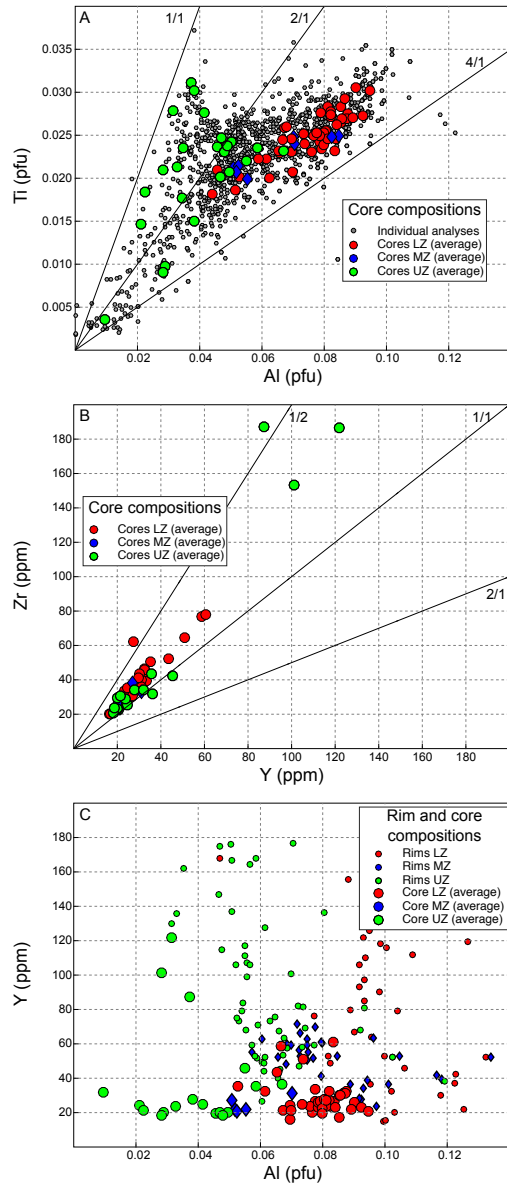 A
1/1
2/1
4/1
0.035
0.030
0.025
0.020
0.015
0.010
0.005
Ti (pfu)
Core compositions
Individual analyses
Cores LZ (average)
Cores MZ (average)
Cores UZ (average)
0.02 0.04 0.06 0.08 0.10 0.12
Al (pfu)
B
1/2
1/1
2/1
180
160
140
120
100
80
60
40
20
Zr (ppm)
Core compositions
Cores LZ (average)
Cores MZ (average)
Cores UZ (average)
20 40 60 80 100 120 140 160 180
Y (ppm)
C
180
160
140
120
100
80
60
40
20
Y (ppm)
Rim and core
compositions
Rims LZ
Rims MZ
Rims UZ
Core LZ (average)
Core MZ (average)
Core UZ (average)
0.02 0.04 0.06 0.08 0.10 0.12
Al (pfu)